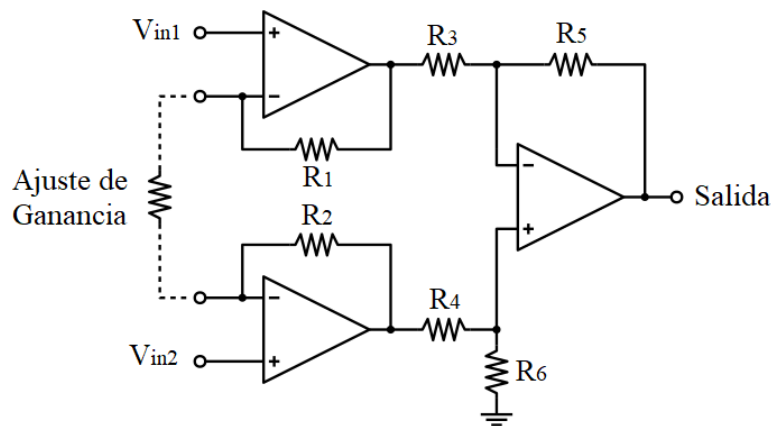 Vin1
+
−
R3
R5
R1
Ajuste de
Ganancia
−
+
Salida
R2
−
+
R4
Vin2
R6